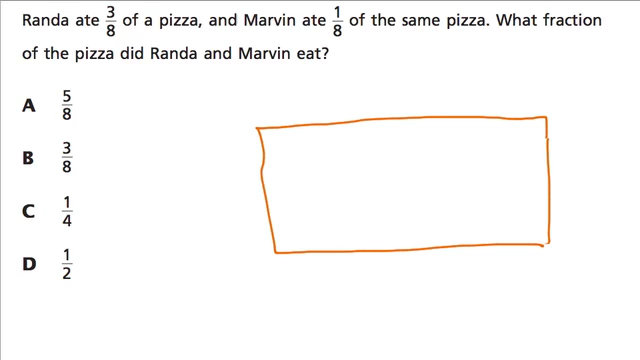 Randa ate 3/8 of a pizza, and Marvin ate 1/8 of the same pizza. What fraction
of the pizza did Randa and Marvin eat?
A 5/8
B 3/8
C 1/4
D 1/2